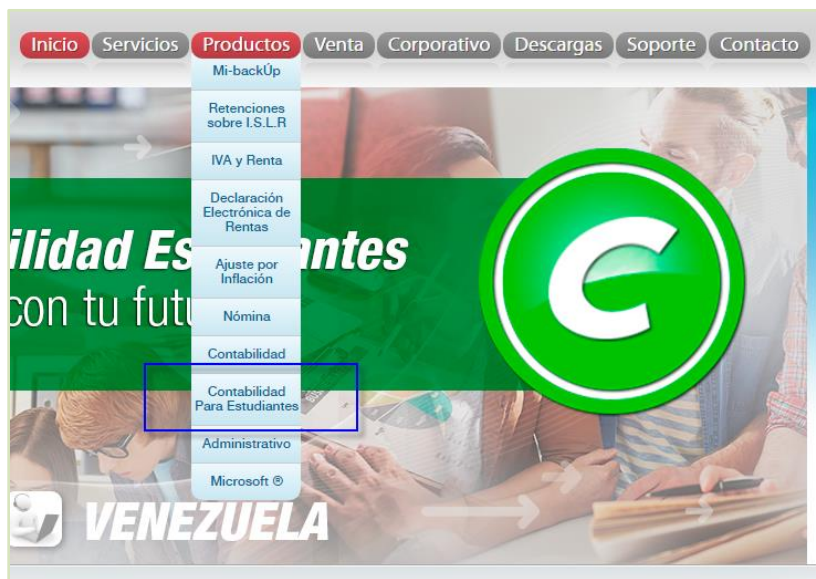 Inicio Servicios Productos Venta Corporativo Descargas Soporte Contacto
Mi-backÚp
Retenciones
sobre I.S.L.R
IVA y Renta
Declaración
Electrónica de
Rentas
Ajuste por
Inflación
Nómina
Contabilidad
Contabilidad
Para Estudiantes
Administrativo
Microsoft ®
ilidad Es antes
con tu futu
C
VENEZUELA